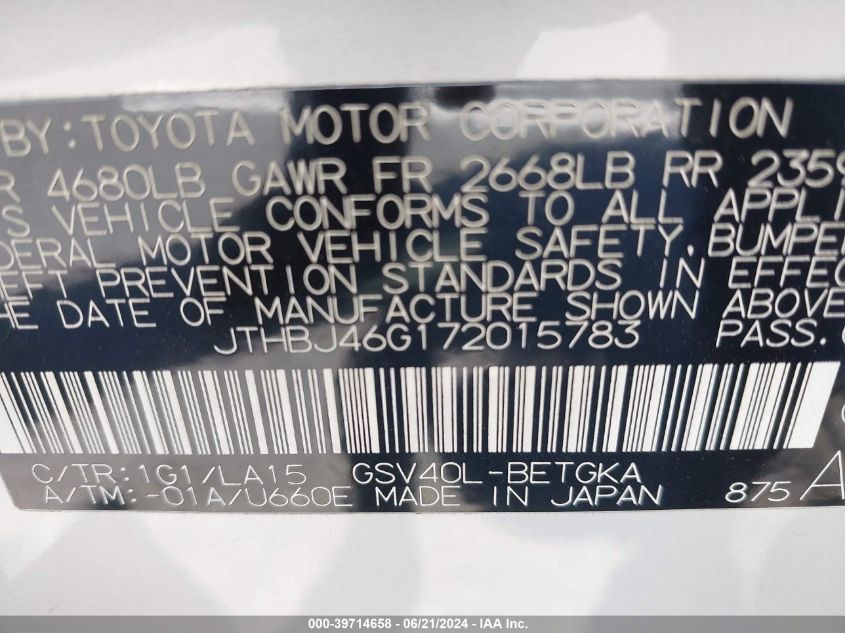 BY: TOYOTA MOTOR CORPORATION
R 4680LB GAWR FR 2668LB RR 2359
S VEHICLE CONFORMS TO ALL APPLI
DERAL MOTOR VEHICLE SAFETY, BUMPE
EFT PREVENTION STANDARDS IN EFFEC
HE DATE OF MANUFACTURE SHOWN ABOVE
JTHBJ46G172015783 PASS.
C/TR: 1G1/LA15 GSV40L-BETGKA
A/TM: -01A/U660E MADE IN JAPAN 875 A
000-39714658 - 06/21/2024 - IAA Inc.